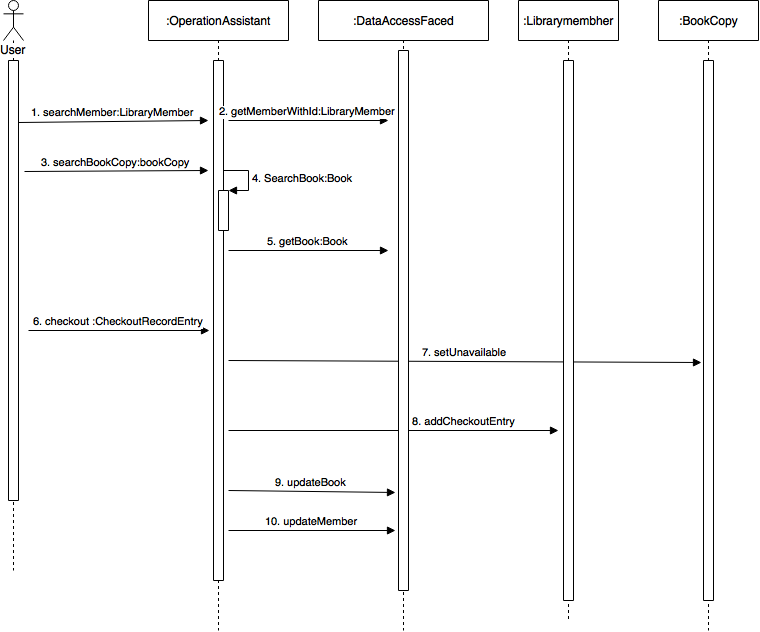 :OperationAssistant
:DataAccessFaced
:Librarymembher
:BookCopy
User
1. searchMember:LibraryMember
2. getMemberWithId:LibraryMember
3. searchBookCopy:bookCopy
4. SearchBook:Book
5. getBook:Book
6. checkout :CheckoutRecordEntry
7. setUnavailable
8. addCheckoutEntry
9. updateBook
10. updateMember